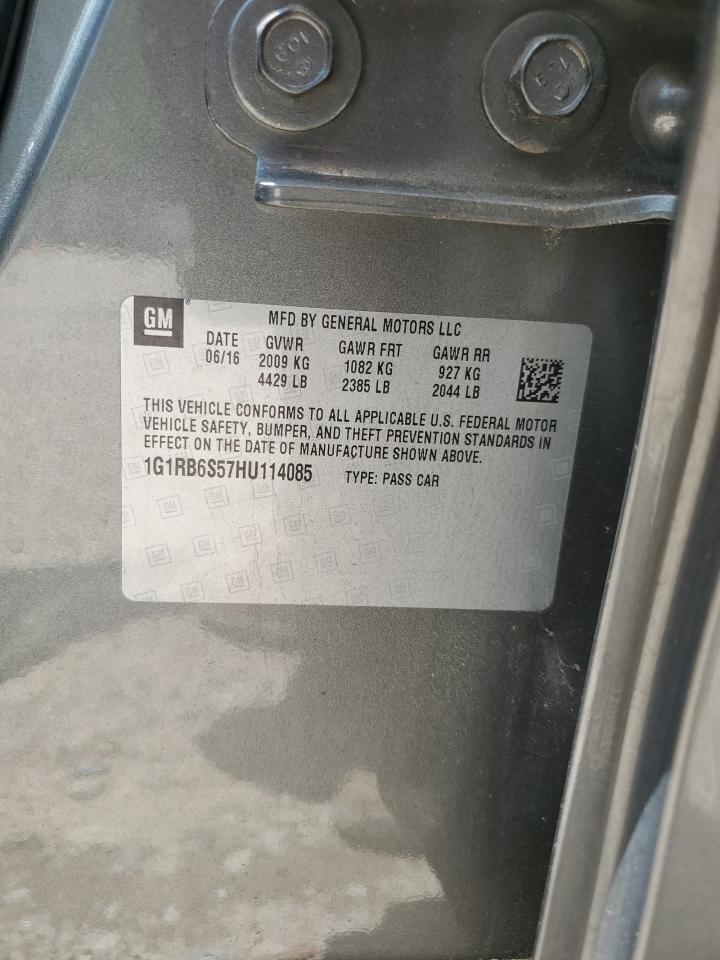 GM
MFD BY GENERAL MOTORS LLC
DATE GVWR GAWR FRT GAWR RR
06/16 2009 KG 1082 KG 927 KG
4429 LB 2385 LB 2044 LB
THIS VEHICLE CONFORMS TO ALL APPLICABLE U.S. FEDERAL MOTOR
VEHICLE SAFETY, BUMPER, AND THEFT PREVENTION STANDARDS IN
EFFECT ON THE DATE OF MANUFACTURE SHOWN ABOVE.
1G1RB6S57HU114085 TYPE: PASS CAR